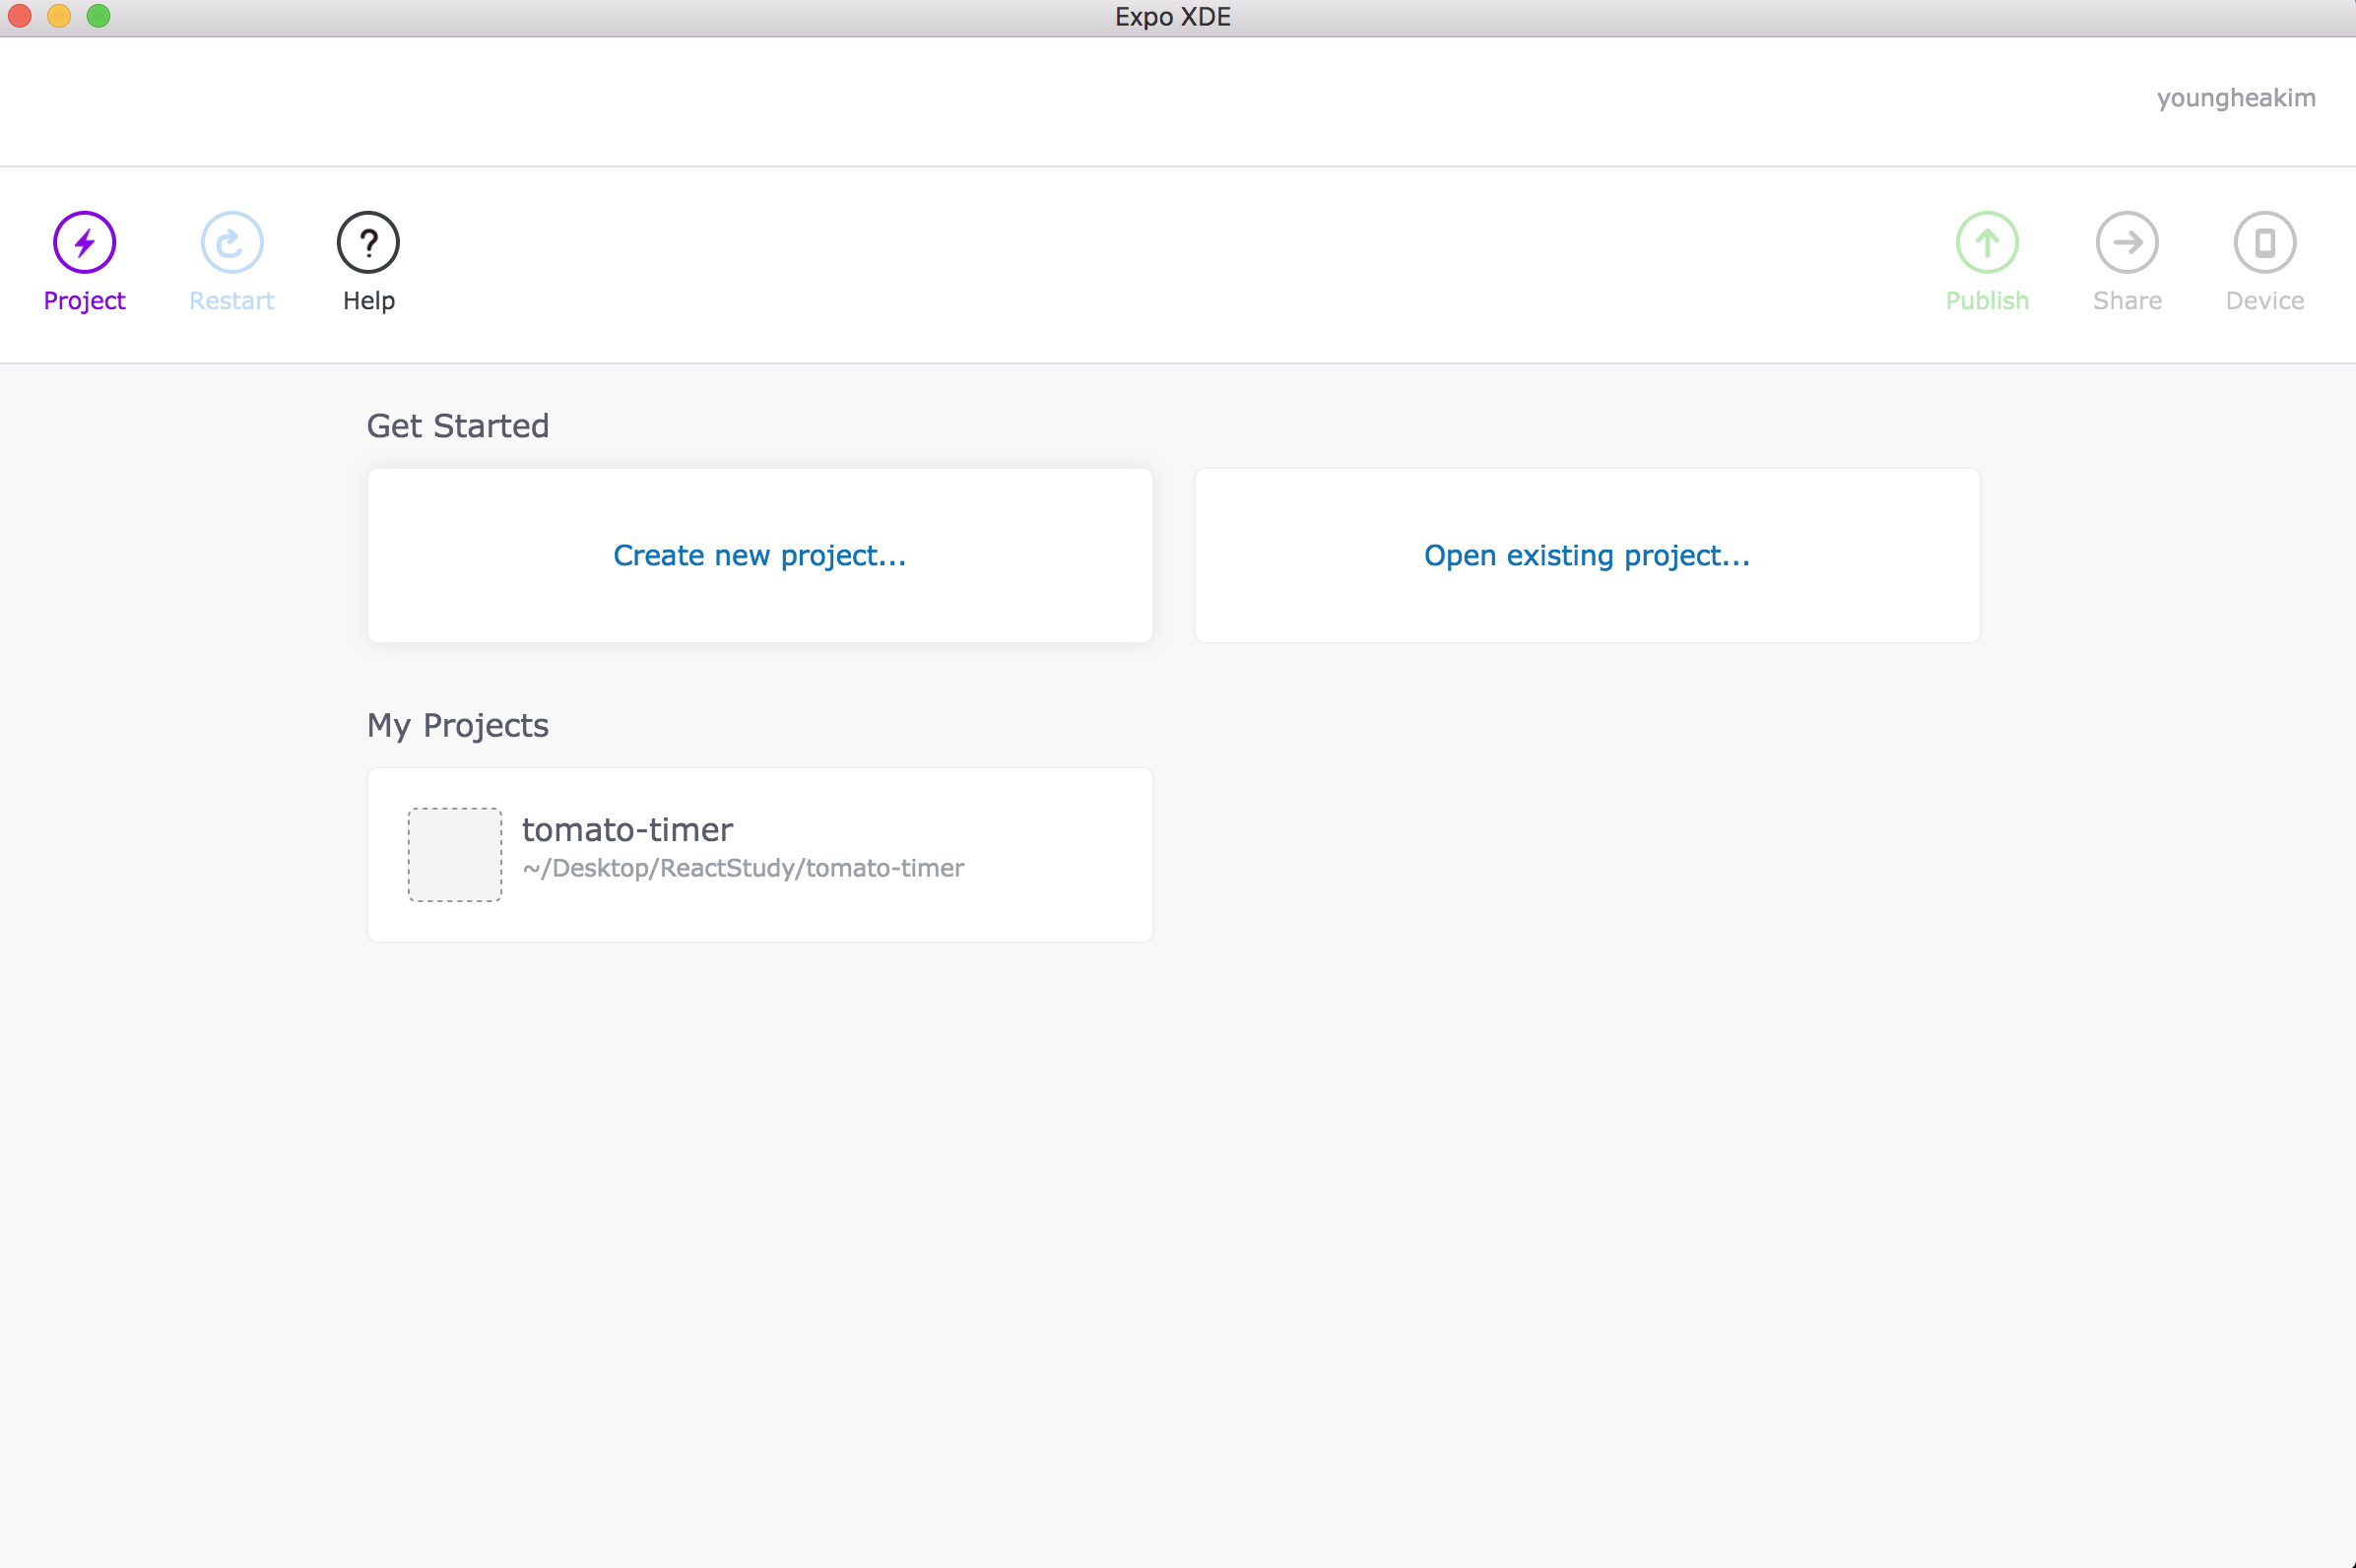 Expo XDE
youngheakim
Project
Restart
Help
Publish
Share
Device
Get Started
Create new project...
Open existing project...
My Projects
tomato-timer
~/Desktop/ReactStudy/tomato-timer